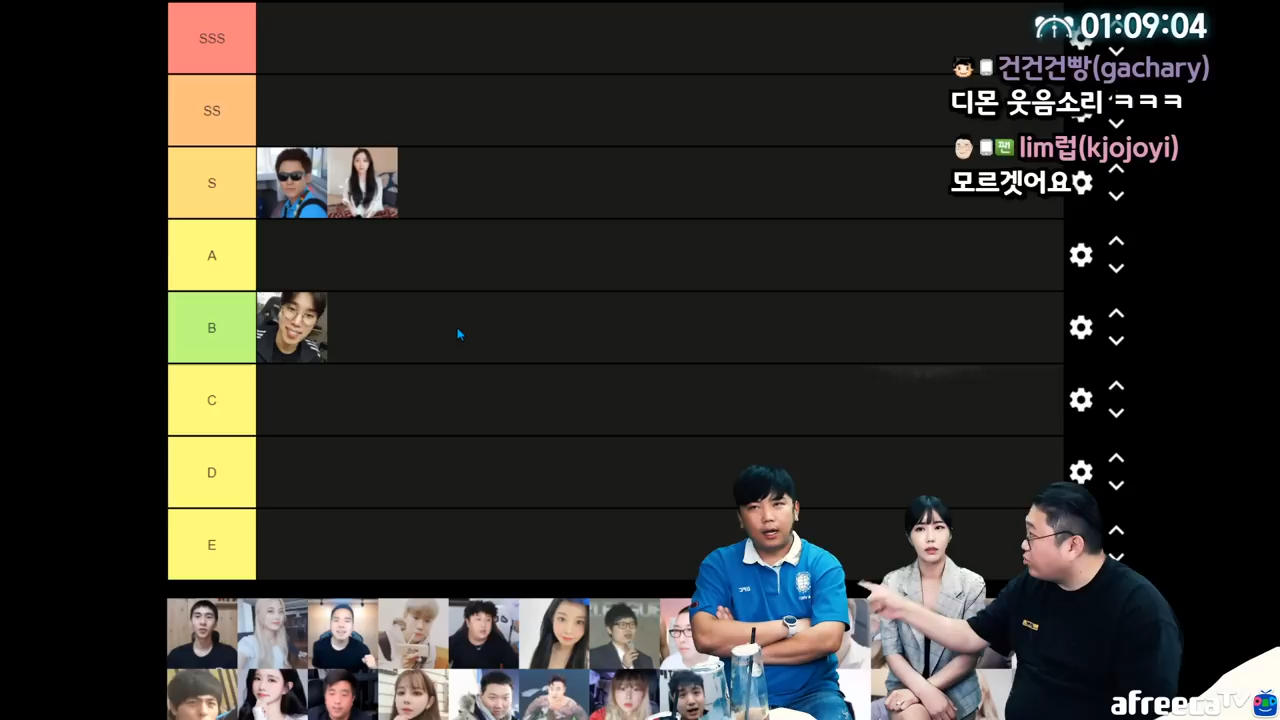 SSS
01:09:04
건건건빵(gachary)
디몬 웃음소리 ㅋㅋㅋ
SS
팬 lim럽(kjojoyi)
모르겟어요
S
A
B
C
D
E
afreecaTV